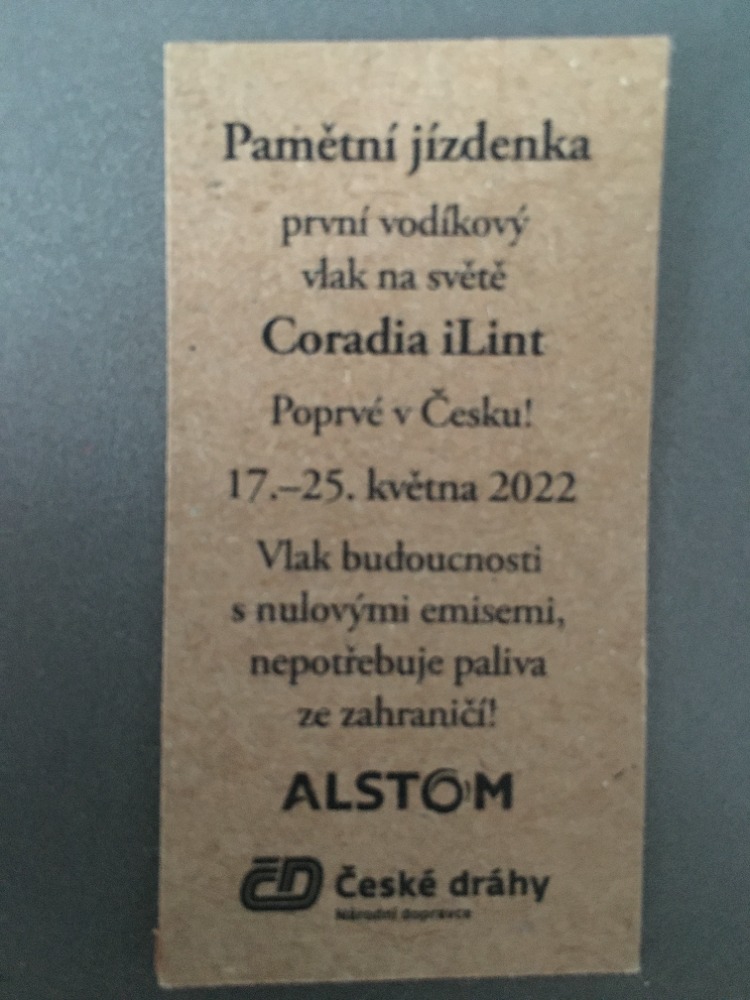 Pamětní jízdenka
první vodíkový
vlak na světě
Coradia iLint
Poprvé v Česku!
17.–25. května 2022
Vlak budoucnosti
s nulovými emisemi,
nepotřebuje paliva
ze zahraničí!
ALSTOM
ČD České dráhy
Národní dopravce